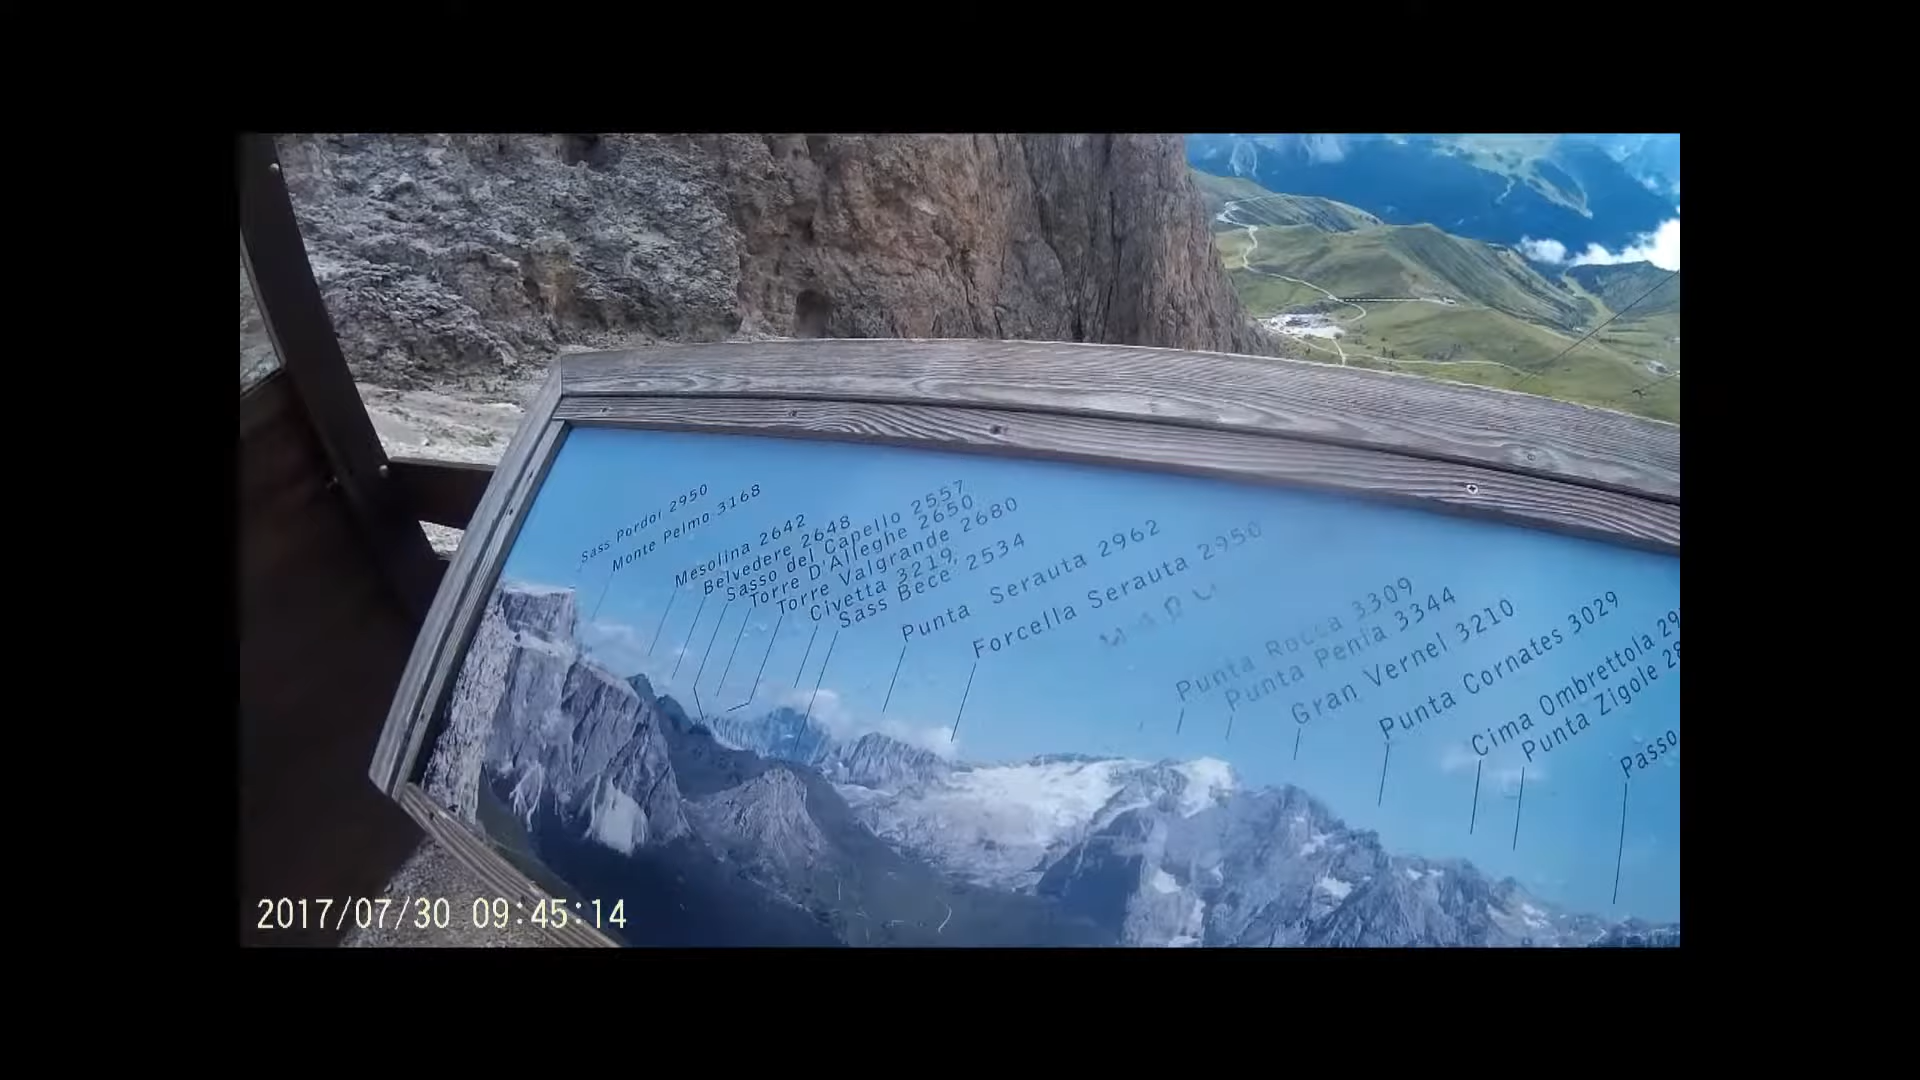 Sass Pordoi 2950
Monte Pelmo 3168
Mesolina 2642
Belvedere 2648
Sasso del Capello 2557
Torre D'Alleghe 2650
Torre Valgrande 2680
Civetta 3219
Sass Bece 2534
Punta Serauta 2962
Forcella Serauta 2950
Punta Rocca 3309
Punta Penia 3344
Gran Vernel 3210
Punta Cornates 3029
Cima Ombrettola
Punta Zigole
Passo
2017/07/30 09:45:14